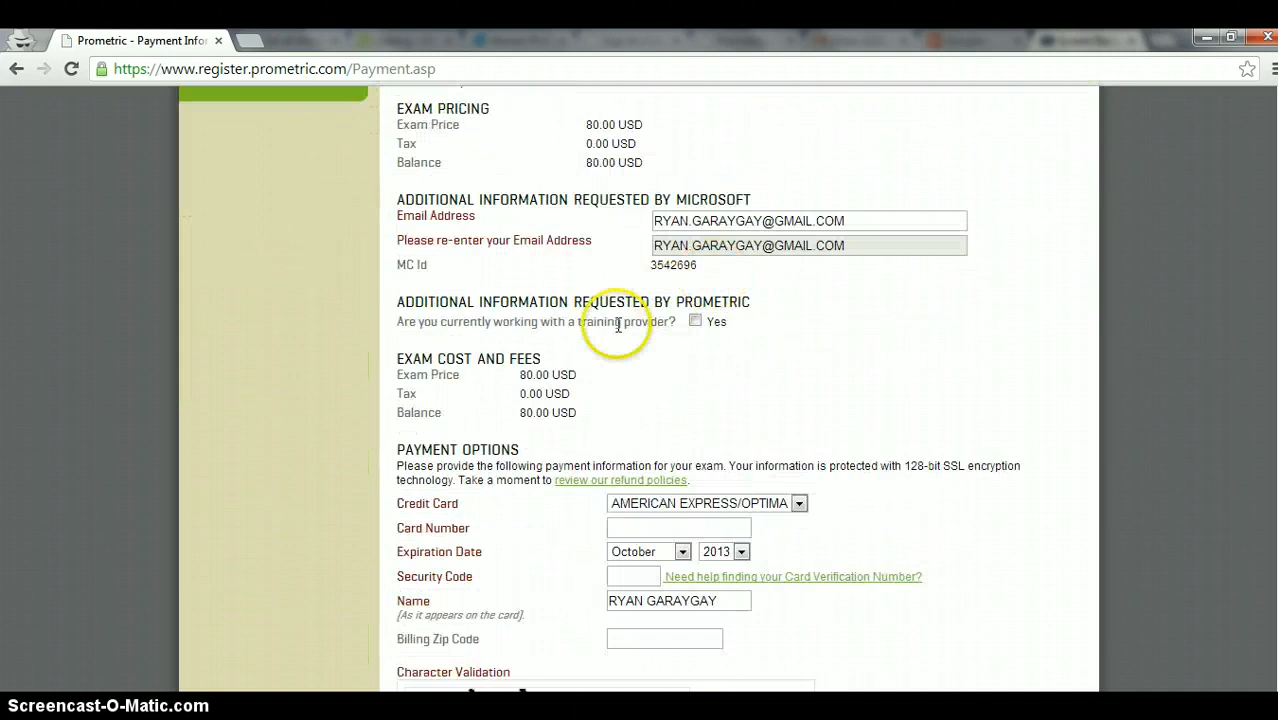 Prometric - Payment Infor
https://www.register.prometric.com/Payment.asp
EXAM PRICING
Exam Price 80.00 USD
Tax 0.00 USD
Balance 80.00 USD
ADDITIONAL INFORMATION REQUESTED BY MICROSOFT
Email Address RYAN.GARAYGAY@GMAIL.COM
Please re-enter your Email Address RYAN.GARAYGAY@GMAIL.COM
MC Id 3542696
ADDITIONAL INFORMATION REQUESTED BY PROMETRIC
Are you currently working with a training provider? Yes
EXAM COST AND FEES
Exam Price 80.00 USD
Tax 0.00 USD
Balance 80.00 USD
PAYMENT OPTIONS
Please provide the following payment information for your exam. Your information is protected with 128-bit SSL encryption
technology. Take a moment to review our refund policies.
Credit Card AMERICAN EXPRESS/OPTIMA
Card Number
Expiration Date October 2013
Security Code Need help finding your Card Verification Number?
Name RYAN GARAYGAY
[As it appears on the card].
Billing Zip Code
Character Validation
Screencast-O-Matic.com